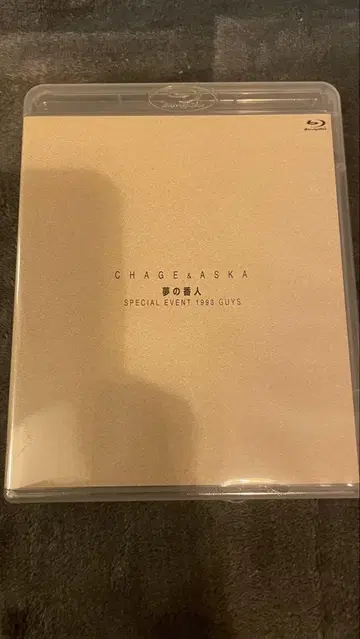 CHAGE & ASKA
夢の番人
SPECIAL EVENT 1993 GUYS